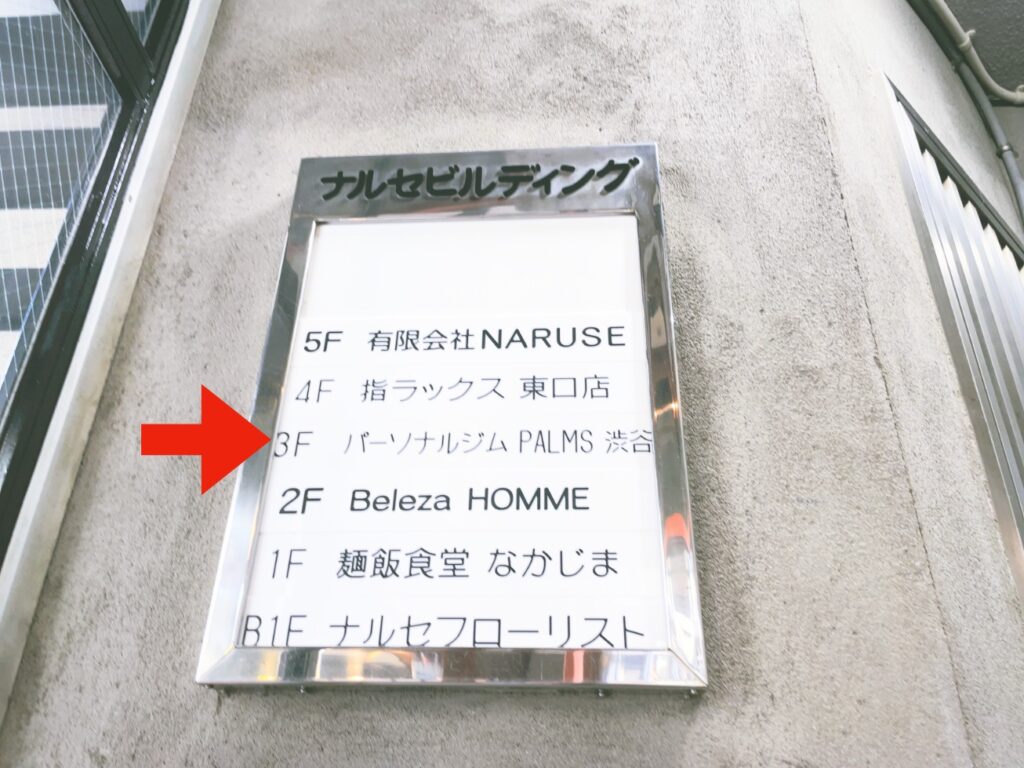 ナルセビルディング
5F 有限会社NARUSE
4F 指ラックス 東口店
3F パーソナルジム PALMS 渋谷
2F Beleza HOMME
1F 麺飯食堂 なかじま
B1F ナルセフローリスト